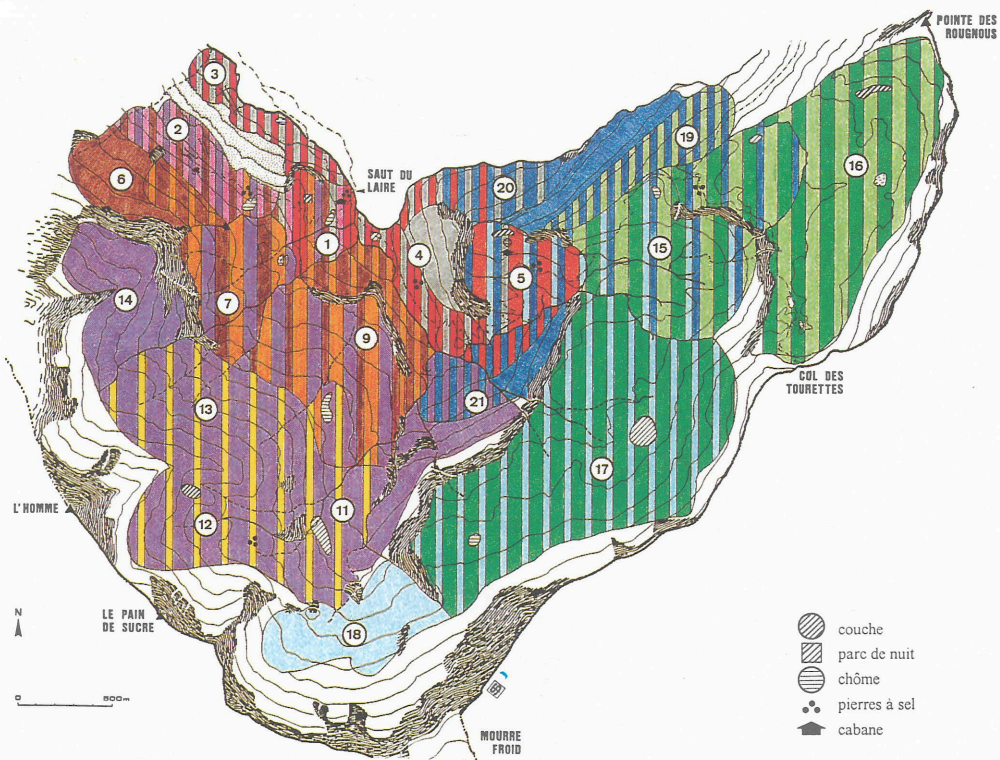 POINTE DES
ROUGNOUS
3
2
SAUT DU
LAIRE
19
16
6
20
1
4
15
5
14
7
9
COL DES
TOURETTES
21
13
17
L'HOMME
12
11
N
LE PAIN
DE SUCRE
18
couche
parc de nuit
chôme
pierres à sel
cabane
0
500m
MOURRE
FROID